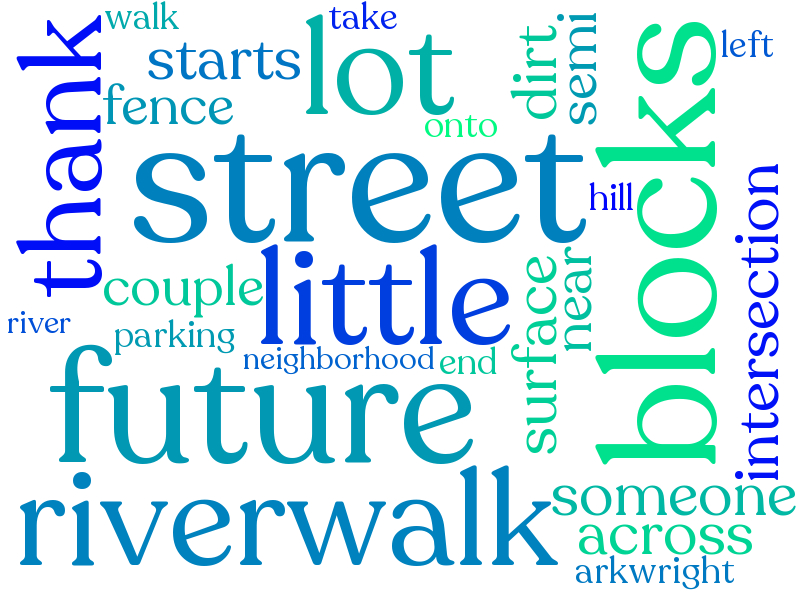 walk
take
starts
lot
dirt
semi
left
thank
fence
onto
blocks
street
hill
intersection
couple
little
surface
near
river
parking
neighborhood
end
future
riverwalk
someone
across
arkwright